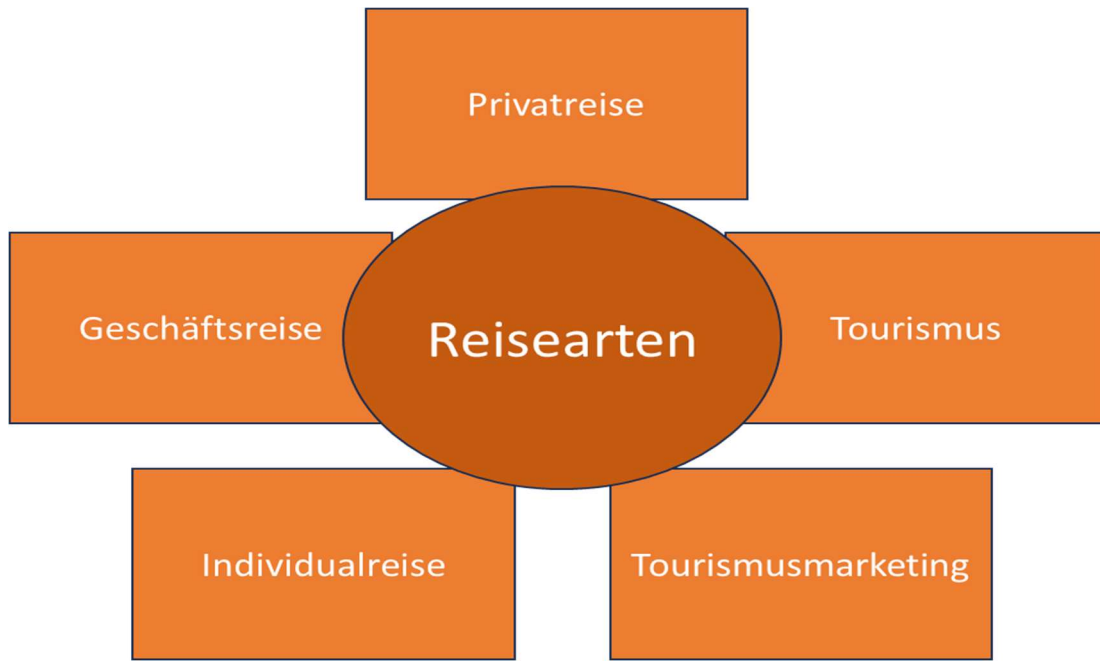 Privatreise
Geschäftsreise
Reisearten
Tourismus
Individualreise
Tourismusmarketing